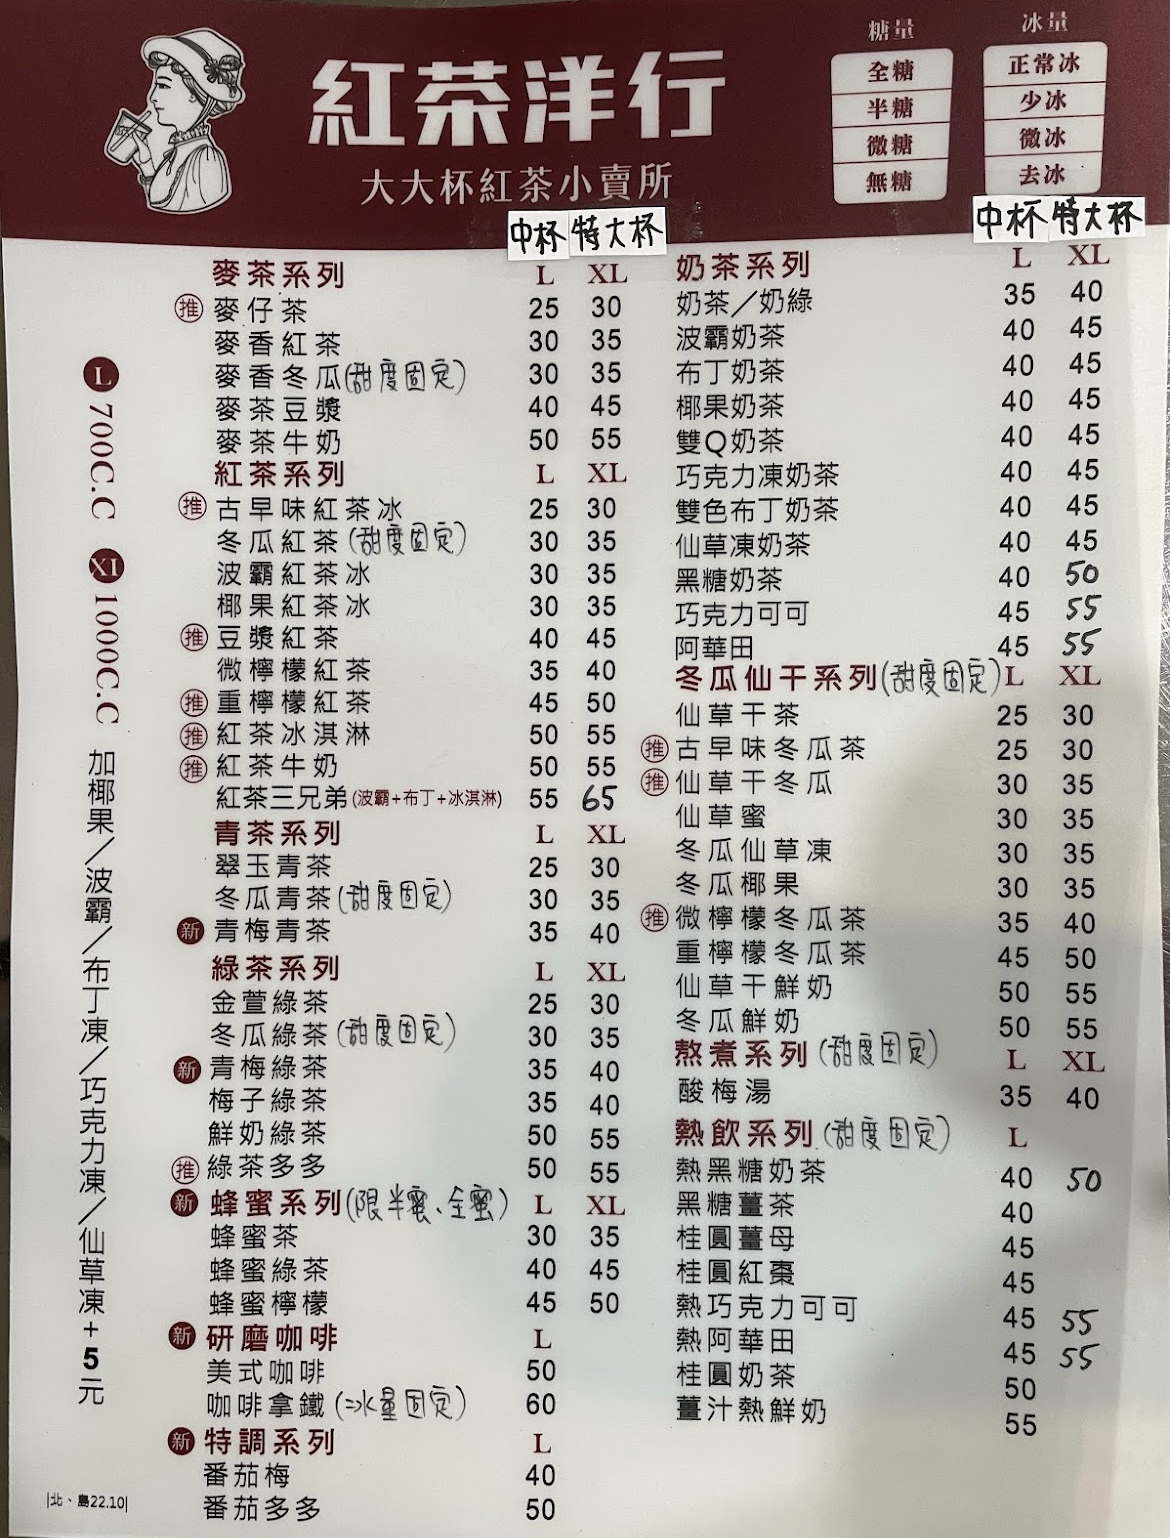 紅茶洋行
大大杯紅茶小賣所
糖量
全糖
半糖
微糖
無糖
冰量
正常冰
少冰
微冰
去冰
L 700C.C XL 1000C.C 加椰果/波霸/布丁凍/巧克力凍/仙草凍+5元
中杯 特大杯
麥茶系列 L XL
推 麥仔茶 25 30
麥香紅茶 30 35
麥香冬瓜(甜度固定) 30 35
麥茶豆漿 40 45
麥茶牛奶 50 55
紅茶系列 L XL
推 古早味紅茶冰 25 30
冬瓜紅茶(甜度固定) 30 35
波霸紅茶冰 30 35
椰果紅茶冰 30 35
推 豆漿紅茶 40 45
微檸檬紅茶 35 40
推 重檸檬紅茶 45 50
推 紅茶冰淇淋 50 55
推 紅茶牛奶 50 55
紅茶三兄弟(波霸+布丁+冰淇淋) 55 65
青茶系列 L XL
翠玉青茶 25 30
冬瓜青茶(甜度固定) 30 35
新 青梅青茶 35 40
綠茶系列 L XL
金萱綠茶 25 30
冬瓜綠茶(甜度固定) 30 35
新 青梅綠茶 35 40
梅子綠茶 35 40
鮮奶綠茶 50 55
推 綠茶多多 50 55
新 蜂蜜系列(限半蜜、全蜜) L XL
蜂蜜茶 30 35
蜂蜜綠茶 40 45
蜂蜜檸檬 45 50
新 研磨咖啡 L
美式咖啡 50
咖啡拿鐵(冰量固定) 60
新 特調系列 L
番茄梅 40
番茄多多 50
|北、島22.10|
中杯 特大杯
奶茶系列 L XL
奶茶/奶綠 35 40
波霸奶茶 40 45
布丁奶茶 40 45
椰果奶茶 40 45
雙Q奶茶 40 45
巧克力凍奶茶 40 45
雙色布丁奶茶 40 45
仙草凍奶茶 40 45
黑糖奶茶 40 50
巧克力可可 45 55
阿華田 45 55
冬瓜仙干系列(甜度固定) L XL
仙草干茶 25 30
推 古早味冬瓜茶 25 30
推 仙草干冬瓜 30 35
仙草蜜 30 35
冬瓜仙草凍 30 35
冬瓜椰果 30 35
推 微檸檬冬瓜茶 35 40
重檸檬冬瓜茶 45 50
仙草干鮮奶 50 55
冬瓜鮮奶 50 55
熬煮系列(甜度固定) L XL
酸梅湯 35 40
熱飲系列(甜度固定) L
熱黑糖奶茶 40 50
黑糖薑茶 40
桂圓薑母 45
桂圓紅棗 45
熱巧克力可可 45 55
熱阿華田 45 55
桂圓奶茶 50
薑汁熱鮮奶 55